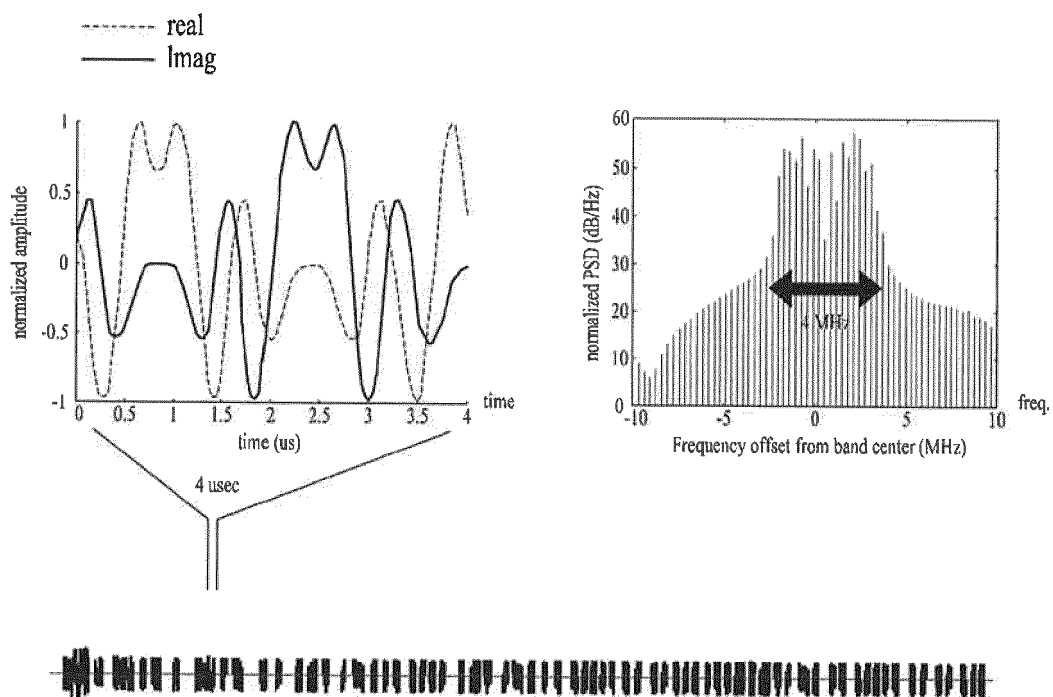 real
Imag
normalized amplitude
1
0.5
0
-0.5
-1
0
0.5
1
1.5
2
2.5
3
3.5
4
time
time (us)
4 usec
normalized PSD (dB/Hz)
60
50
40
30
20
10
0
4 MHz
-10
-5
0
5
10
freq.
Frequency offset from band center (MHz)